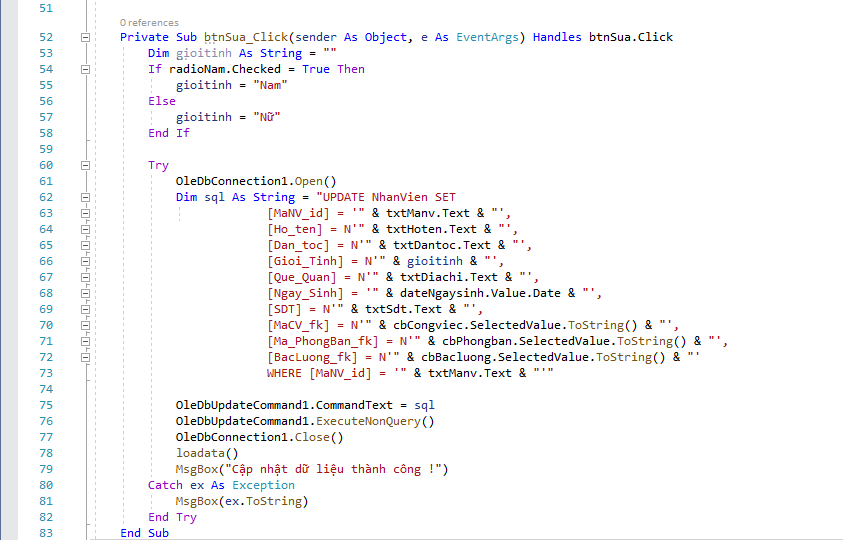 51
0 references
52 Private Sub btnSua_Click(sender As Object, e As EventArgs) Handles btnSua.Click
53 Dim gioitinh As String = ""
54 If radioNam.Checked = True Then
55 gioitinh = "Nam"
56 Else
57 gioitinh = "Nữ"
58 End If
59
60 Try
61 OleDbConnection1.Open()
62 Dim sql As String = "UPDATE NhanVien SET
63 [MaNV_id] = '" & txtManv.Text & "',
64 [Ho_ten] = N'" & txtHoten.Text & "',
65 [Dan_toc] = N'" & txtDantoc.Text & "',
66 [Gioi_Tinh] = N'" & gioitinh & "',
67 [Que_Quan] = N'" & txtDiachi.Text & "',
68 [Ngay_Sinh] = '" & dateNgaysinh.Value.Date & "',
69 [SDT] = N'" & txtSdt.Text & "',
70 [MaCV_fk] = N'" & cbCongviec.SelectedValue.ToString() & "',
71 [Ma_PhongBan_fk] = N'" & cbPhongban.SelectedValue.ToString() & "',
72 [BacLuong_fk] = N'" & cbBacluong.SelectedValue.ToString() & "'
73 WHERE [MaNV_id] = '" & txtManv.Text & "'"
74
75 OleDbUpdateCommand1.CommandText = sql
76 OleDbUpdateCommand1.ExecuteNonQuery()
77 OleDbConnection1.Close()
78 loadata()
79 MsgBox("Cập nhật dữ liệu thành công !")
80 Catch ex As Exception
81 MsgBox(ex.ToString)
82 End Try
83 End Sub